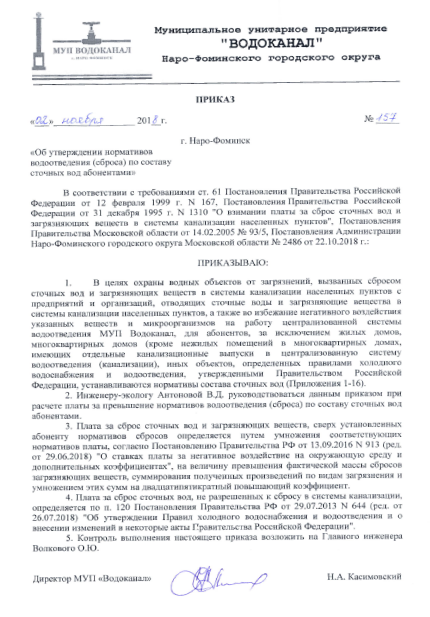 Муниципальное унитарное предприятие
"ВОДОКАНАЛ"
Наро-Фоминского городского округа
МУП ВОДОКАНАЛ
г. НАРО-ФОМИНСК
ПРИКАЗ
«02» ноября 2018г. № 157
г. Наро-Фоминск
«Об утверждении нормативов
водоотведения (сброса) по составу
сточных вод абонентами»
В соответствии с требованиями ст. 61 Постановления Правительства Российской
Федерации от 12 февраля 1999 г. N 167, Постановления Правительства Российской
Федерации от 31 декабря 1995 г. N 1310 "О взимании платы за сброс сточных вод и
загрязняющих веществ в системы канализации населенных пунктов", Постановления
Правительства Московской области от 14.02.2005 № 93/5, Постановления Администрации
Наро-Фоминского городского округа Московской области № 2486 от 22.10.2018 г.:
ПРИКАЗЫВАЮ:
1. В целях охраны водных объектов от загрязнений, вызванных сбросом
сточных вод и загрязняющих веществ в системы канализации населенных пунктов с
предприятий и организаций, отводящих сточные воды и загрязняющие вещества в
системы канализации населенных пунктов, а также во избежание негативного воздействия
указанных веществ и микроорганизмов на работу централизованной системы
водоотведения МУП Водоканал, для абонентов, за исключением жилых домов,
многоквартирных домов (кроме нежилых помещений в многоквартирных домах,
имеющих отдельные канализационные выпуски в централизованную систему
водоотведения (канализации), иных объектов, определенных правилами холодного
водоснабжения и водоотведения, утвержденными Правительством Российской
Федерации, устанавливаются нормативы состава сточных вод (Приложения 1-16).
2. Инженеру-экологу Антоновой В.Д. руководствоваться данным приказом при
расчете платы за превышение нормативов водоотведения (сброса) по составу сточных вод
абонентами.
3. Плата за сброс сточных вод и загрязняющих веществ, сверх установленных
абоненту нормативов сбросов определяется путем умножения соответствующих
нормативов платы, согласно Постановлению Правительства РФ от 13.09.2016 N 913 (ред.
от 29.06.2018) "О ставках платы за негативное воздействие на окружающую среду и
дополнительных коэффициентах", на величину превышения фактической массы сбросов
загрязняющих веществ, суммирования полученных произведений по видам загрязнения и
умножением этих сумм на двадцатипятикратный повышающий коэффициент.
4. Плата за сброс сточных вод, не разрешенных к сбросу в системы канализации,
определяется по п. 120 Постановления Правительства РФ от 29.07.2013 N 644 (ред. от
26.07.2018) "Об утверждении Правил холодного водоснабжения и водоотведения и о
внесении изменений в некоторые акты Правительства Российской Федерации".
5. Контроль выполнения настоящего приказа возложить на Главного инженера
Волкового О.Ю.
Директор МУП «Водоканал» Н.А. Касимовский